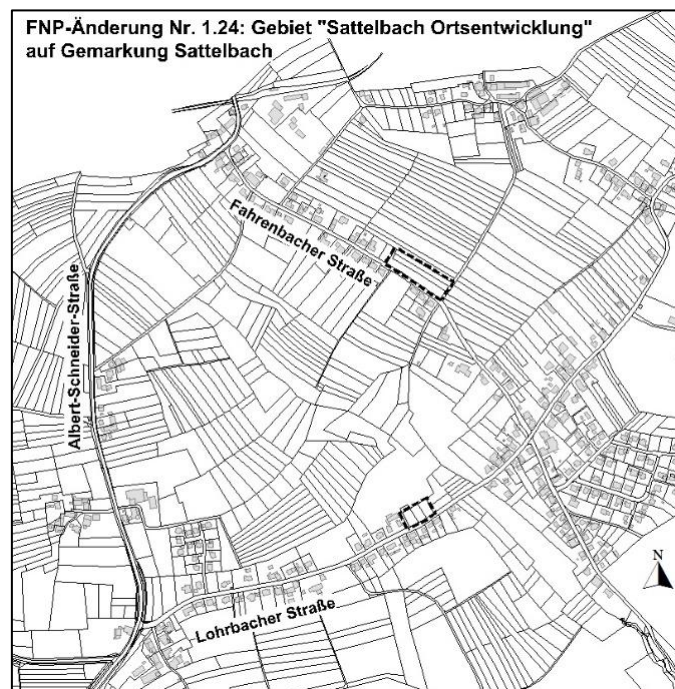 FNP-Änderung Nr. 1.24: Gebiet "Sattelbach Ortsentwicklung"
auf Gemarkung Sattelbach
Fahrenbacher Straße
Albert-Schneider-Straße
Lohrbacher Straße
N